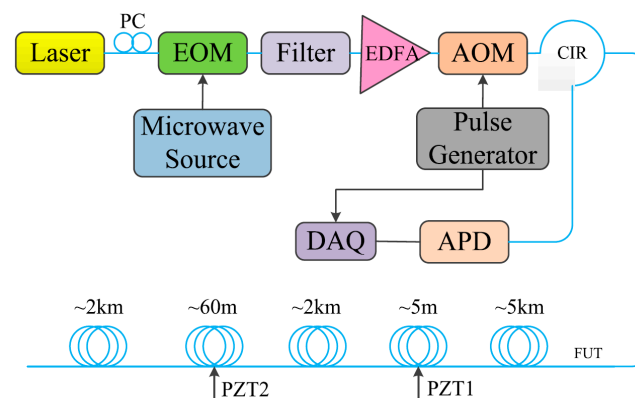 PC
Laser
EOM
Filter
EDFA
AOM
CIR
Microwave
Source
Pulse
Generator
DAQ
APD
~2km
~60m
~2km
~5m
~5km
FUT
PZT2
PZT1